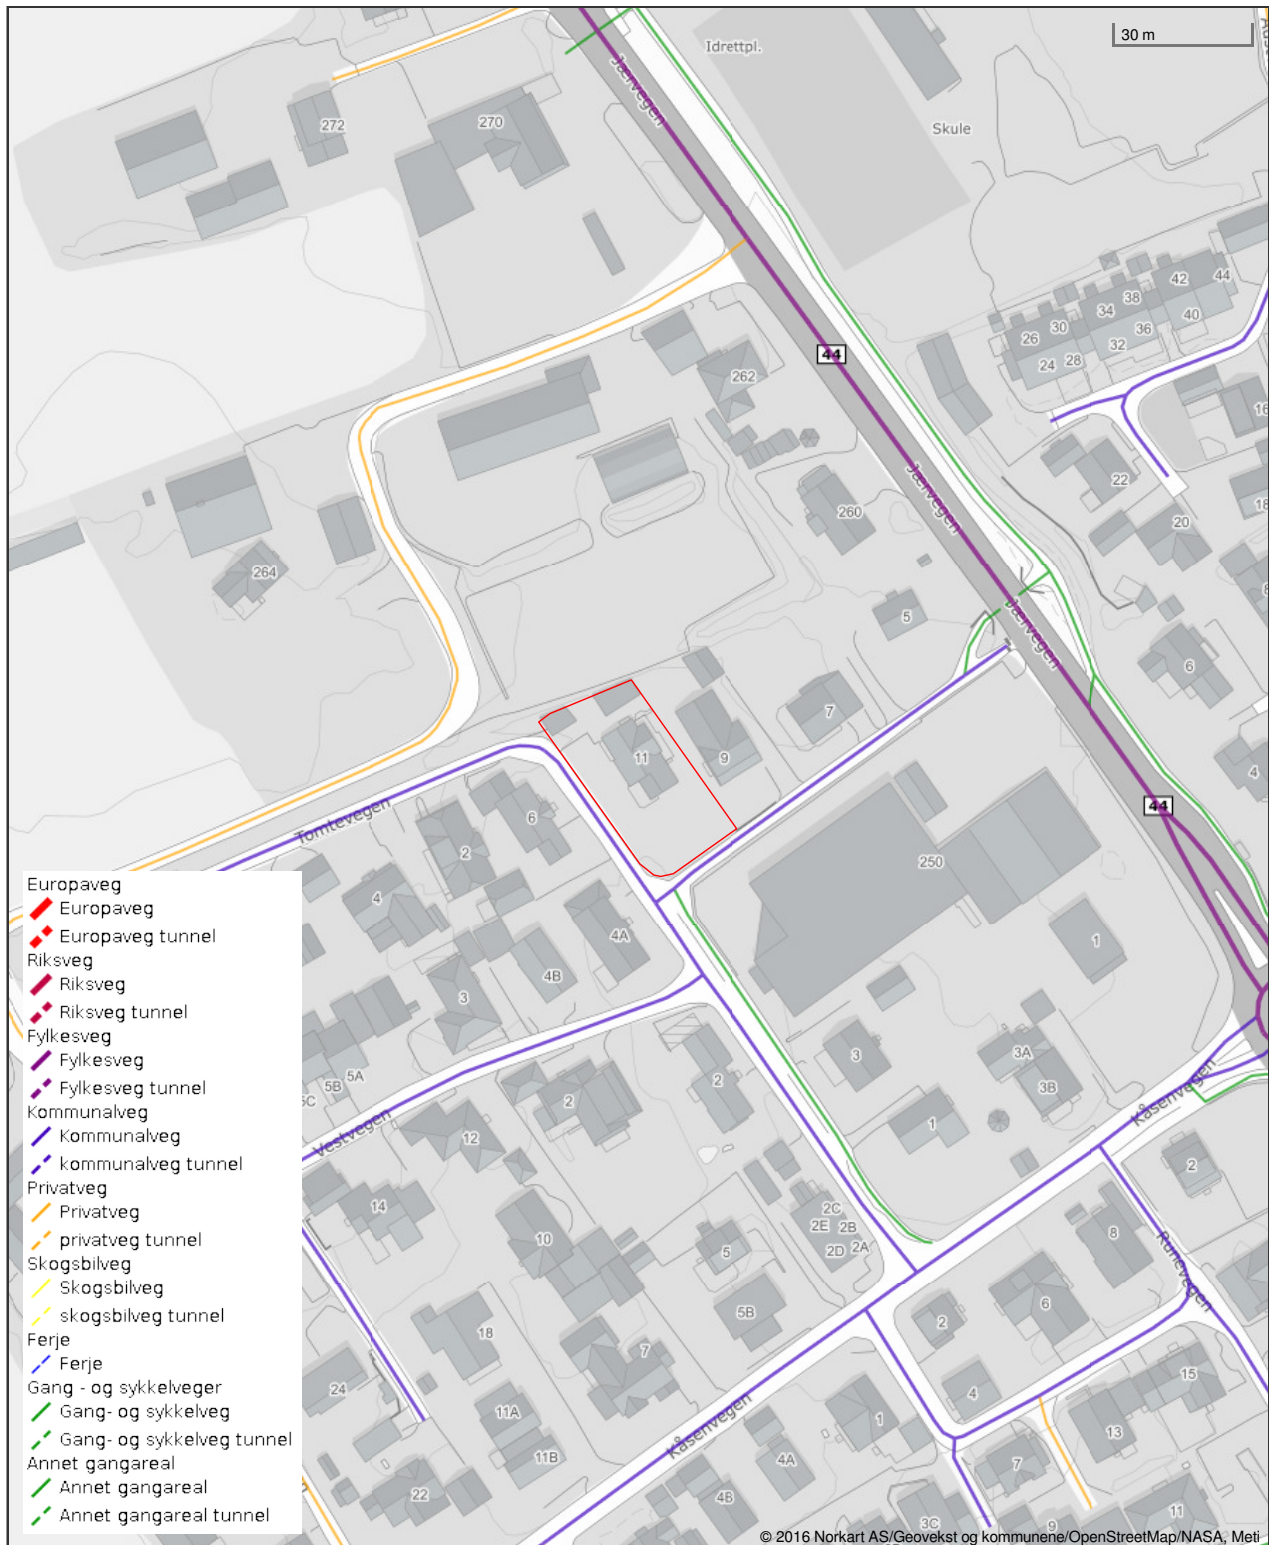 30 m
Idrettpl.
Jærvegen
272
270
Skule
42
44
38
34
40
30
36
26
32
28
24
44
262
16
22
Jærvegen
260
20
18
264
Jærvegen
5
6
7
11
9
4
44
Tomtevegen
6
2
250
4
4A
1
4B
3
3
3A
5A
5B
3B
2
2
Kåsenvegen
1
Vestvegen
12
2
14
2C
2E
2B
10
2A
2D
5
8
Runevegen
6
5B
2
18
7
15
24
4
11A
1
13
Kåsenvegen
11B
4A
7
22
4B
11
3C
9
Europaveg
Europaveg
Europaveg tunnel
Riksveg
Riksveg
Riksveg tunnel
Fylkesveg
Fylkesveg
Fylkesveg tunnel
Kommunalveg
Kommunalveg
kommunalveg tunnel
Privatveg
Privatveg
privatveg tunnel
Skogsbilveg
Skogsbilveg
skogsbilveg tunnel
Ferje
Ferje
Gang - og sykkelveger
Gang- og sykkelveg
Gang- og sykkelveg tunnel
Annet gangareal
Annet gangareal
Annet gangareal tunnel
© 2016 Norkart AS/Geovekst og kommunene/OpenStreetMap/NASA, Meti